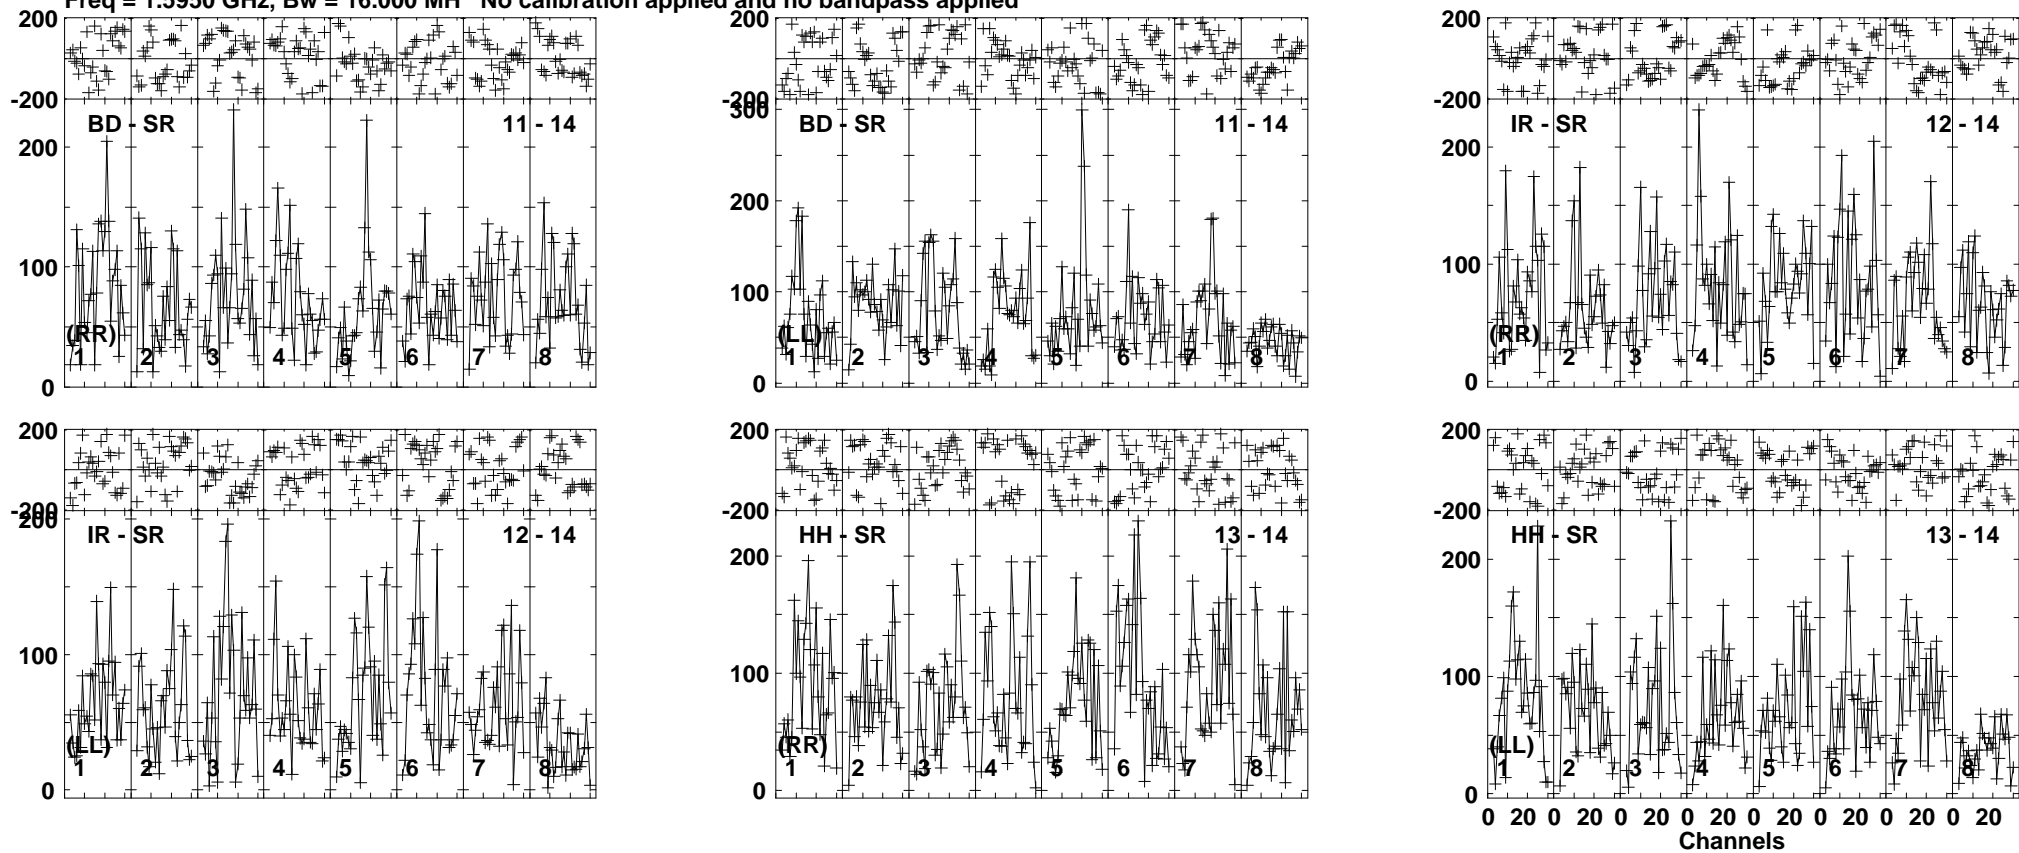 Freq = 1.5950 GHz, Bw = 16.000 MH No calibration applied and no bandpass applied
200
-200
BD - SR 11 - 14
200
100
0
(RR)
1 2 3 4 5 6 7 8
200
-200
300
BD - SR 11 - 14
200
100
0
(LL)
1 2 3 4 5 6 7 8
200
-200
IR - SR 12 - 14
200
100
0
(RR)
1 2 3 4 5 6 7 8
200
-200
200
IR - SR 12 - 14
100
0
(LL)
1 2 3 4 5 6 7 8
200
-200
HH - SR 13 - 14
200
100
0
(RR)
1 2 3 4 5 6 7 8
200
-200
HH - SR 13 - 14
200
100
0
(LL)
1 2 3 4 5 6 7 8
0 20 0 20 0 20 0 20 0 20 0 20 0 20 0 20
Channels